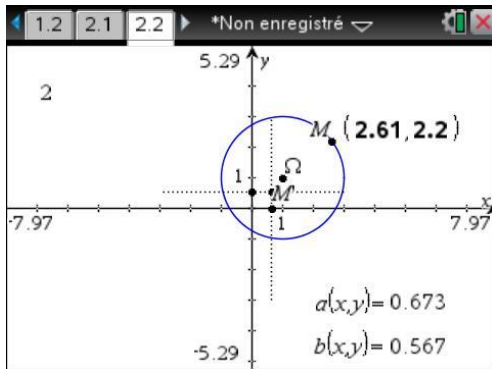 1.2 2.1 2.2 *Non enregistré
5.29 y
2
M (2.61, 2.2)
Ω
1 M'
-7.97 1 7.97 x
a(x,y)= 0.673
b(x,y)= 0.567
-5.29